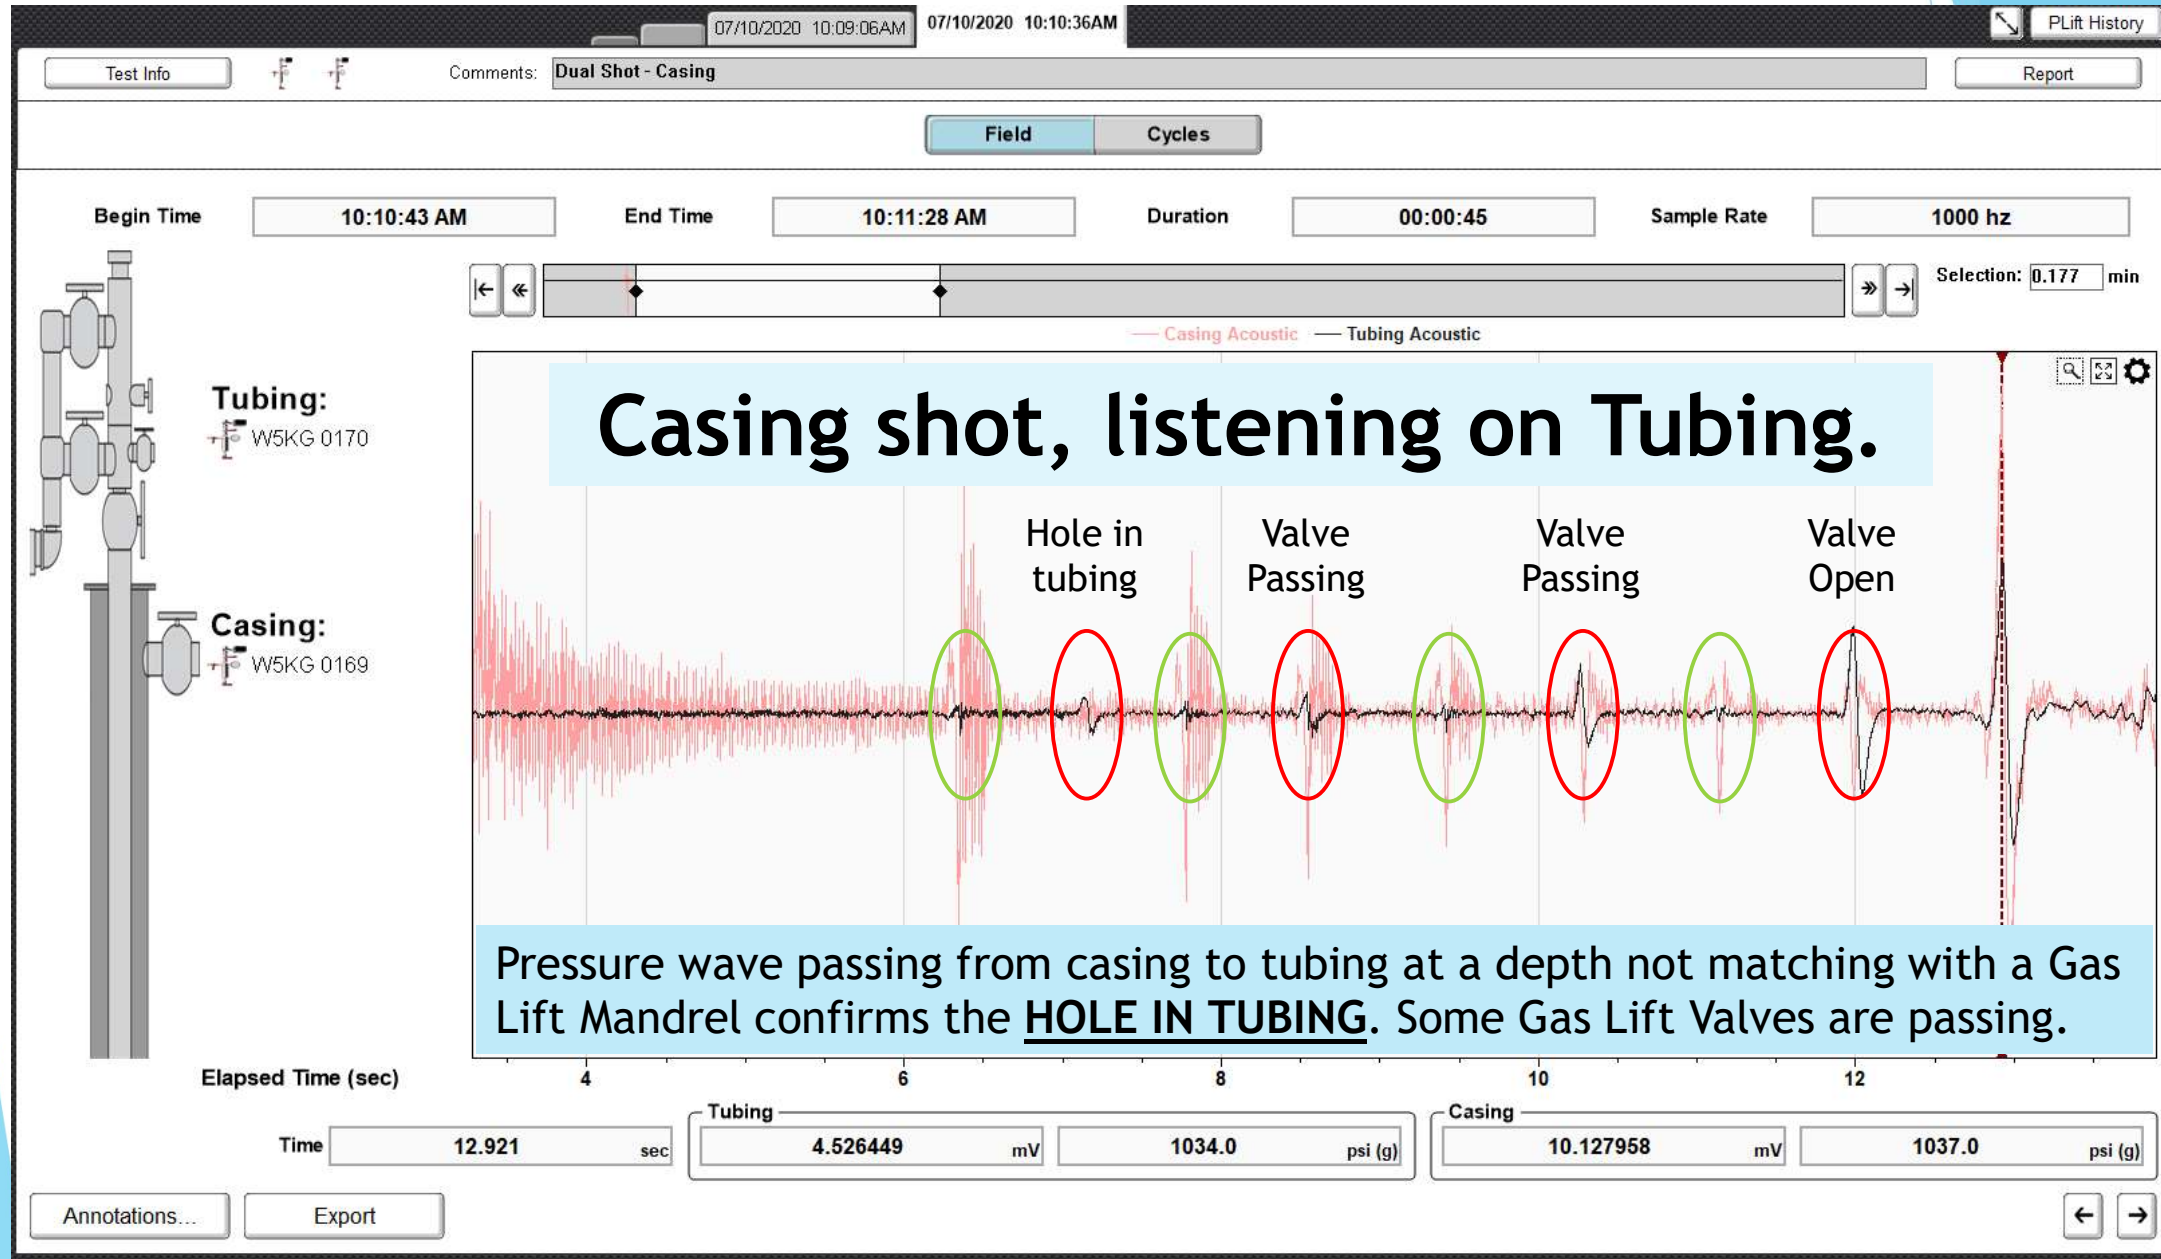 07/10/2020 10:09:06AM
07/10/2020 10:10:36AM
PLift History
Test Info
Comments:
Dual Shot - Casing
Report
Field
Cycles
Begin Time
10:10:43 AM
End Time
10:11:28 AM
Duration
00:00:45
Sample Rate
1000 hz
Selection: 0.177 min
Casing Acoustic
Tubing Acoustic
Tubing:
W5KG 0170
Casing shot, listening on Tubing.
Hole in
tubing
Valve
Passing
Valve
Passing
Valve
Open
Casing:
W5KG 0169
Pressure wave passing from casing to tubing at a depth not matching with a Gas
Lift Mandrel confirms the HOLE IN TUBING. Some Gas Lift Valves are passing.
Elapsed Time (sec)
4
6
8
10
12
Tubing
Casing
Time
12.921 sec
4.526449 mV
1034.0 psi (g)
10.127958 mV
1037.0 psi (g)
Annotations...
Export